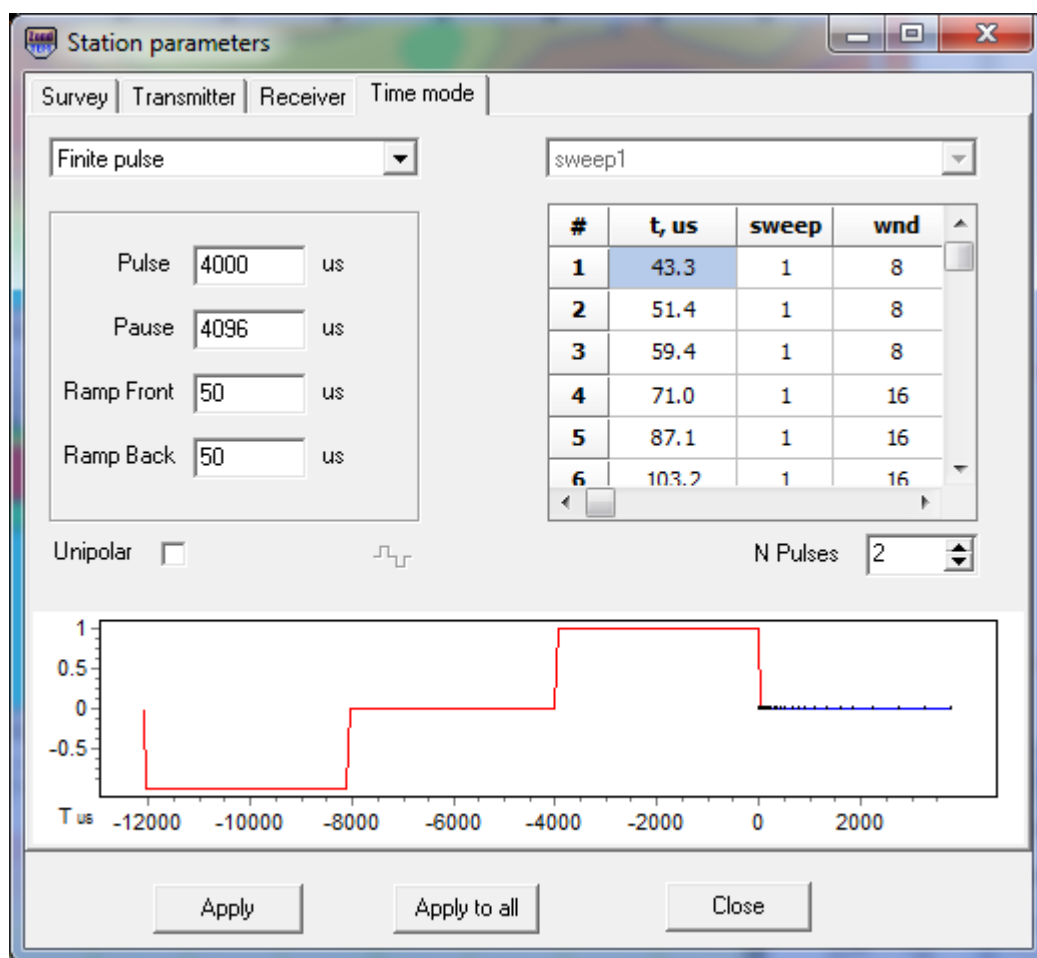 Station parameters
Survey Transmitter Receiver Time mode
Finite pulse
sweep1
Pulse 4000 us
Pause 4096 us
Ramp Front 50 us
Ramp Back 50 us
# t, us sweep wnd
1 43.3 1 8
2 51.4 1 8
3 59.4 1 8
4 71.0 1 16
5 87.1 1 16
6 103.2 1 16
Unipolar
N Pulses 2
1
0.5
0
-0.5
T us -12000 -10000 -8000 -6000 -4000 -2000 0 2000
Apply Apply to all Close